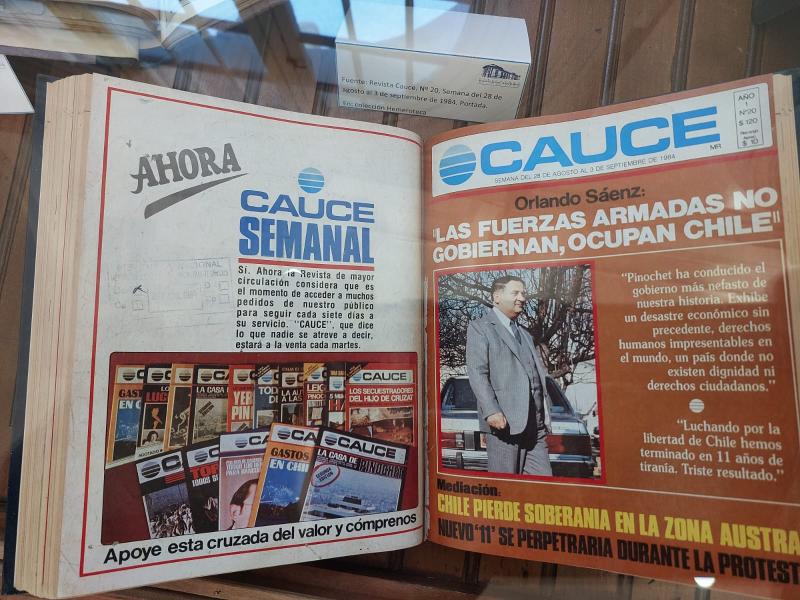 Fuente: Revista Cauce, Nº 20, Semana del 28 de
agosto al 3 de septiembre de 1984, Portada.
En: colección Hemeroteca
AHORA
CAUCE
SEMANAL
Sí. Ahora la Revista de mayor
circulación considera que es
el momento de acceder a muchos
pedidos de nuestro público
para seguir cada siete días a
su servicio. "CAUCE", que dice
lo que nadie se atreve a decir,
estará a la venta cada martes.
CAUCE
LOS SECUESTRADORES
DEL HIJO DE CRUZAT
CAUCE
GASTOS
EN CHI
CAUCE
LA CASA DE
Apoye esta cruzada del valor y cómprenos
CAUCE
MR
AÑO
1
Nº20
$ 120
Recargo
Aéreo
$ 10
SEMANA DEL 28 DE AGOSTO AL 3 DE SEPTIEMBRE DE 1984
Orlando Sáenz:
"LAS FUERZAS ARMADAS NO
GOBIERNAN, OCUPAN CHILE"
"Pinochet ha conducido el
gobierno más nefasto de
nuestra historia. Exhibe
un desastre económico sin
precedente, derechos
humanos impresentables en
el mundo, un país donde no
existen dignidad ni
derechos ciudadanos."
"Luchando por la
libertad de Chile hemos
terminado en 11 años de
tiranía. Triste resultado."
Mediación:
CHILE PIERDE SOBERANIA EN LA ZONA AUSTRA
NUEVO '11' SE PERPETRARIA DURANTE LA PROTEST